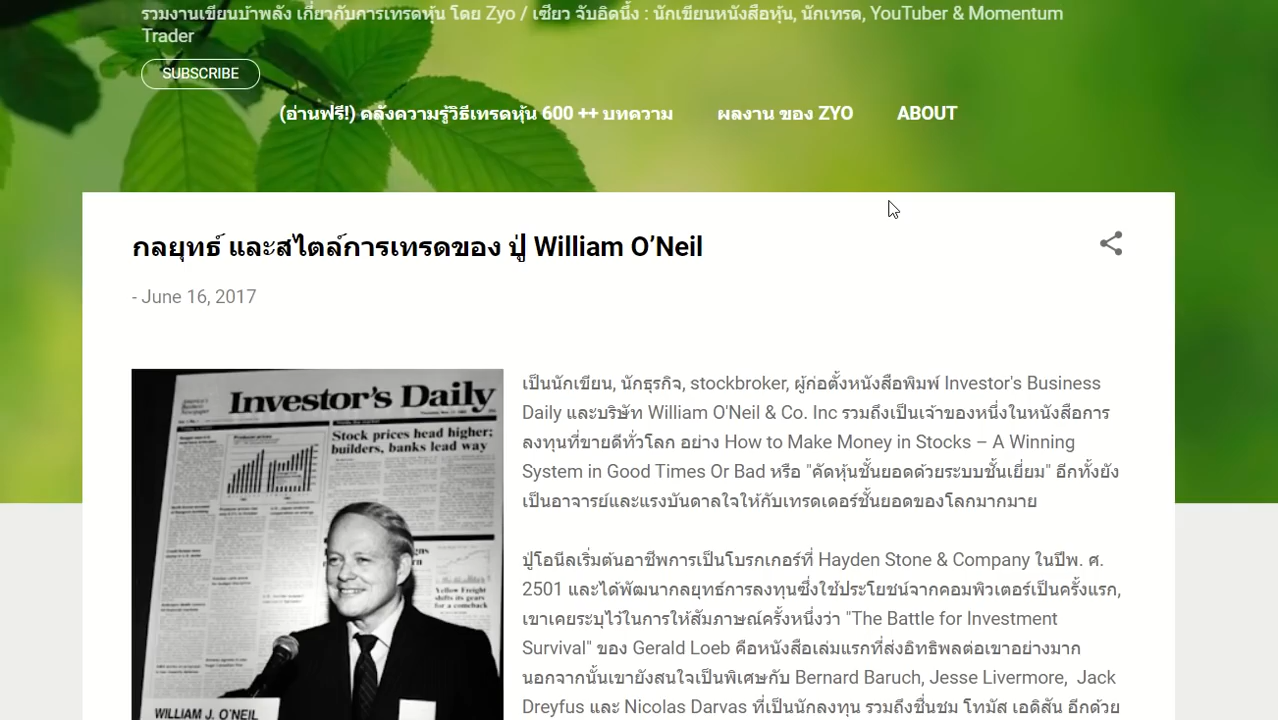 รวมงานเขียนบ้าพลัง เกี่ยวกับการเทรดหุ้น โดย Zyo / เซียว จับอิดนึ้ง : นักเขียนหนังสือหุ้น, นักเทรด, YouTuber & Momentum
Trader
SUBSCRIBE
(อ่านฟรี!) คลังความรู้วิธีเทรดหุ้น 600 ++ บทความ ผลงาน ของ ZYO ABOUT
กลยุทธ์ และสไตล์การเทรดของ ปู่ William O’Neil
- June 16, 2017
Investor's Daily
Stock prices head higher;
builders, banks lead way
Yellow Freight
shifts its gears
for a comeback
WILLIAM J. O'NEIL
เป็นนักเขียน, นักธุรกิจ, stockbroker, ผู้ก่อตั้งหนังสือพิมพ์ Investor's Business
Daily และบริษัท William O'Neil & Co. Inc รวมถึงเป็นเจ้าของหนึ่งในหนังสือการ
ลงทุนที่ขายดีทั่วโลก อย่าง How to Make Money in Stocks – A Winning
System in Good Times Or Bad หรือ "คัดหุ้นชั้นยอดด้วยระบบชั้นเยี่ยม" อีกทั้งยัง
เป็นอาจารย์และแรงบันดาลใจให้กับเทรดเดอร์ชั้นยอดของโลกมากมาย
ปู่โอนีลเริ่มต้นอาชีพการเป็นโบรกเกอร์ที่ Hayden Stone & Company ในปีพ. ศ.
2501 และได้พัฒนากลยุทธ์การลงทุนซึ่งใช้ประโยชน์จากคอมพิวเตอร์เป็นครั้งแรก,
เขาเคยระบุไว้ในการให้สัมภาษณ์ครั้งหนึ่งว่า "The Battle for Investment
Survival" ของ Gerald Loeb คือหนังสือเล่มแรกที่ส่งอิทธิพลต่อเขาอย่างมาก
นอกจากนั้นเขายังสนใจเป็นพิเศษกับ Bernard Baruch, Jesse Livermore, Jack
Dreyfus และ Nicolas Darvas ที่เป็นนักลงทุน รวมถึงชื่นชม โทมัส เอดิสัน อีกด้วย